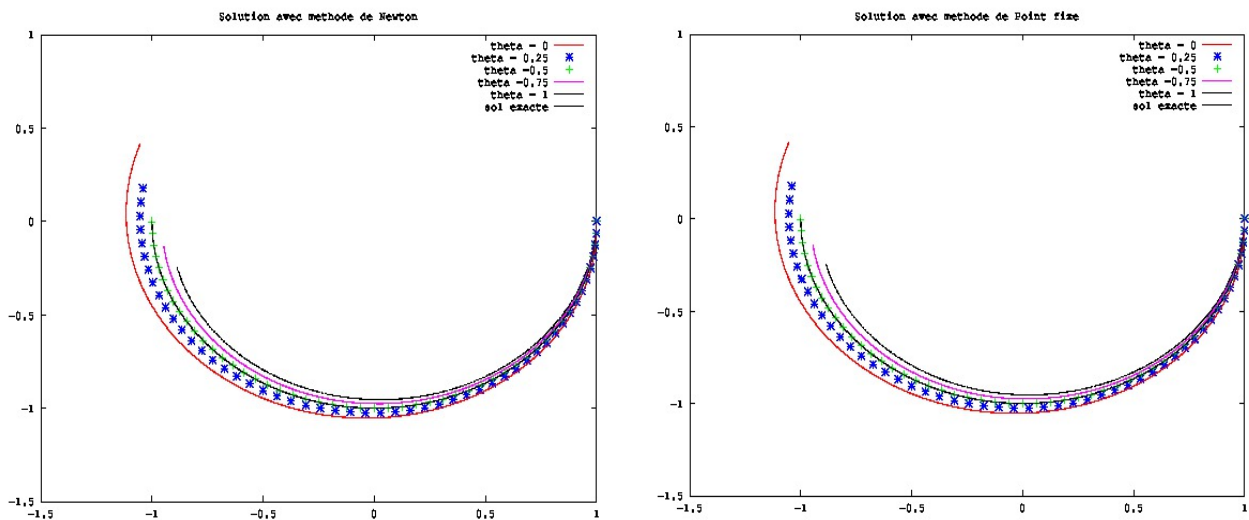 Solution avec methode de Newton
theta - 0
theta - 0.25
theta -0.5
theta -0.75
theta - 1
sol exacte
1
0.5
0
-0.5
-1
-1.5
-1.5
-1
-0.5
0
0.5
1
Solution avec methode de Point fixe
theta - 0
theta - 0.25
theta -0.5
theta -0.75
theta - 1
sol exacte
1
0.5
0
-0.5
-1
-1.5
-1.5
-1
-0.5
0
0.5
1